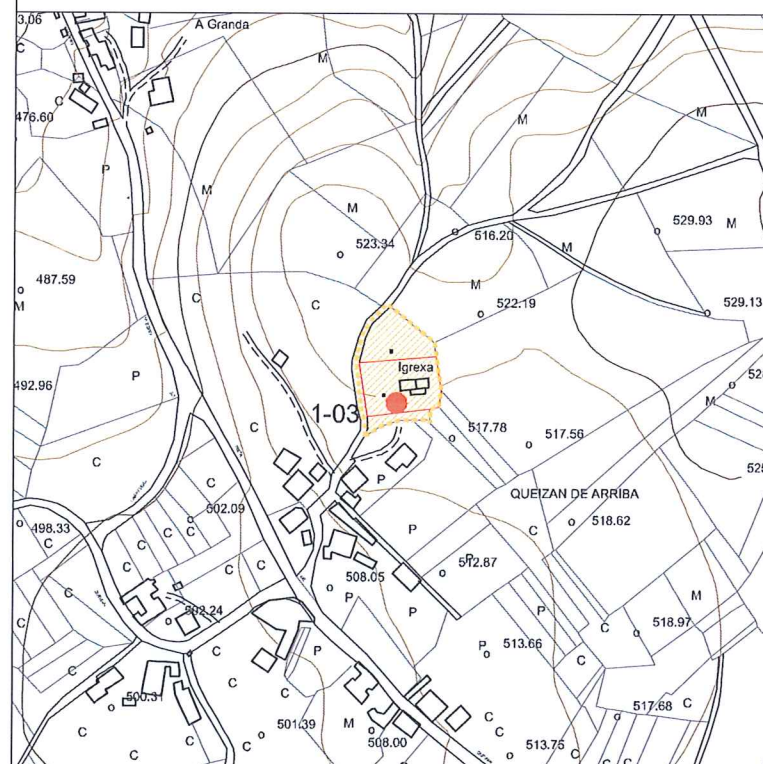 3.06
A Granda
C
M
C
476.60
M
M
P
M
M
523.34
516.20
529.93
M
M
487.59
M
M
C
C
522.19
529.13
Igrexa
P
492.96
1-03
M
C
C
517.78
517.56
P
C
QUEIZAN DE ARRIBA
502.09
498.33
C
C
C
C
P
C
518.62
C
C
C
C
508.05
P
512.87
P
C
502.24
P
P
M
C
P
518.97
P
513.66
C
C
P
C
C
C
500.31
C
517.68
C
501.39
M
C
C
C
C
C
508.00
513.75
C
C
C